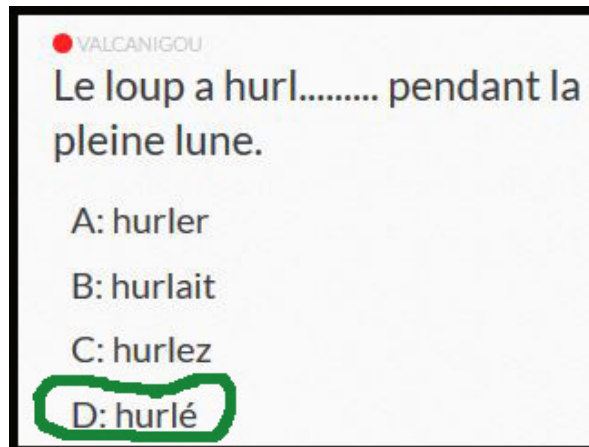 VALCANIGOU
Le loup a hurl......... pendant la
pleine lune.
A: hurler
B: hurlait
C: hurlez
D: hurlé